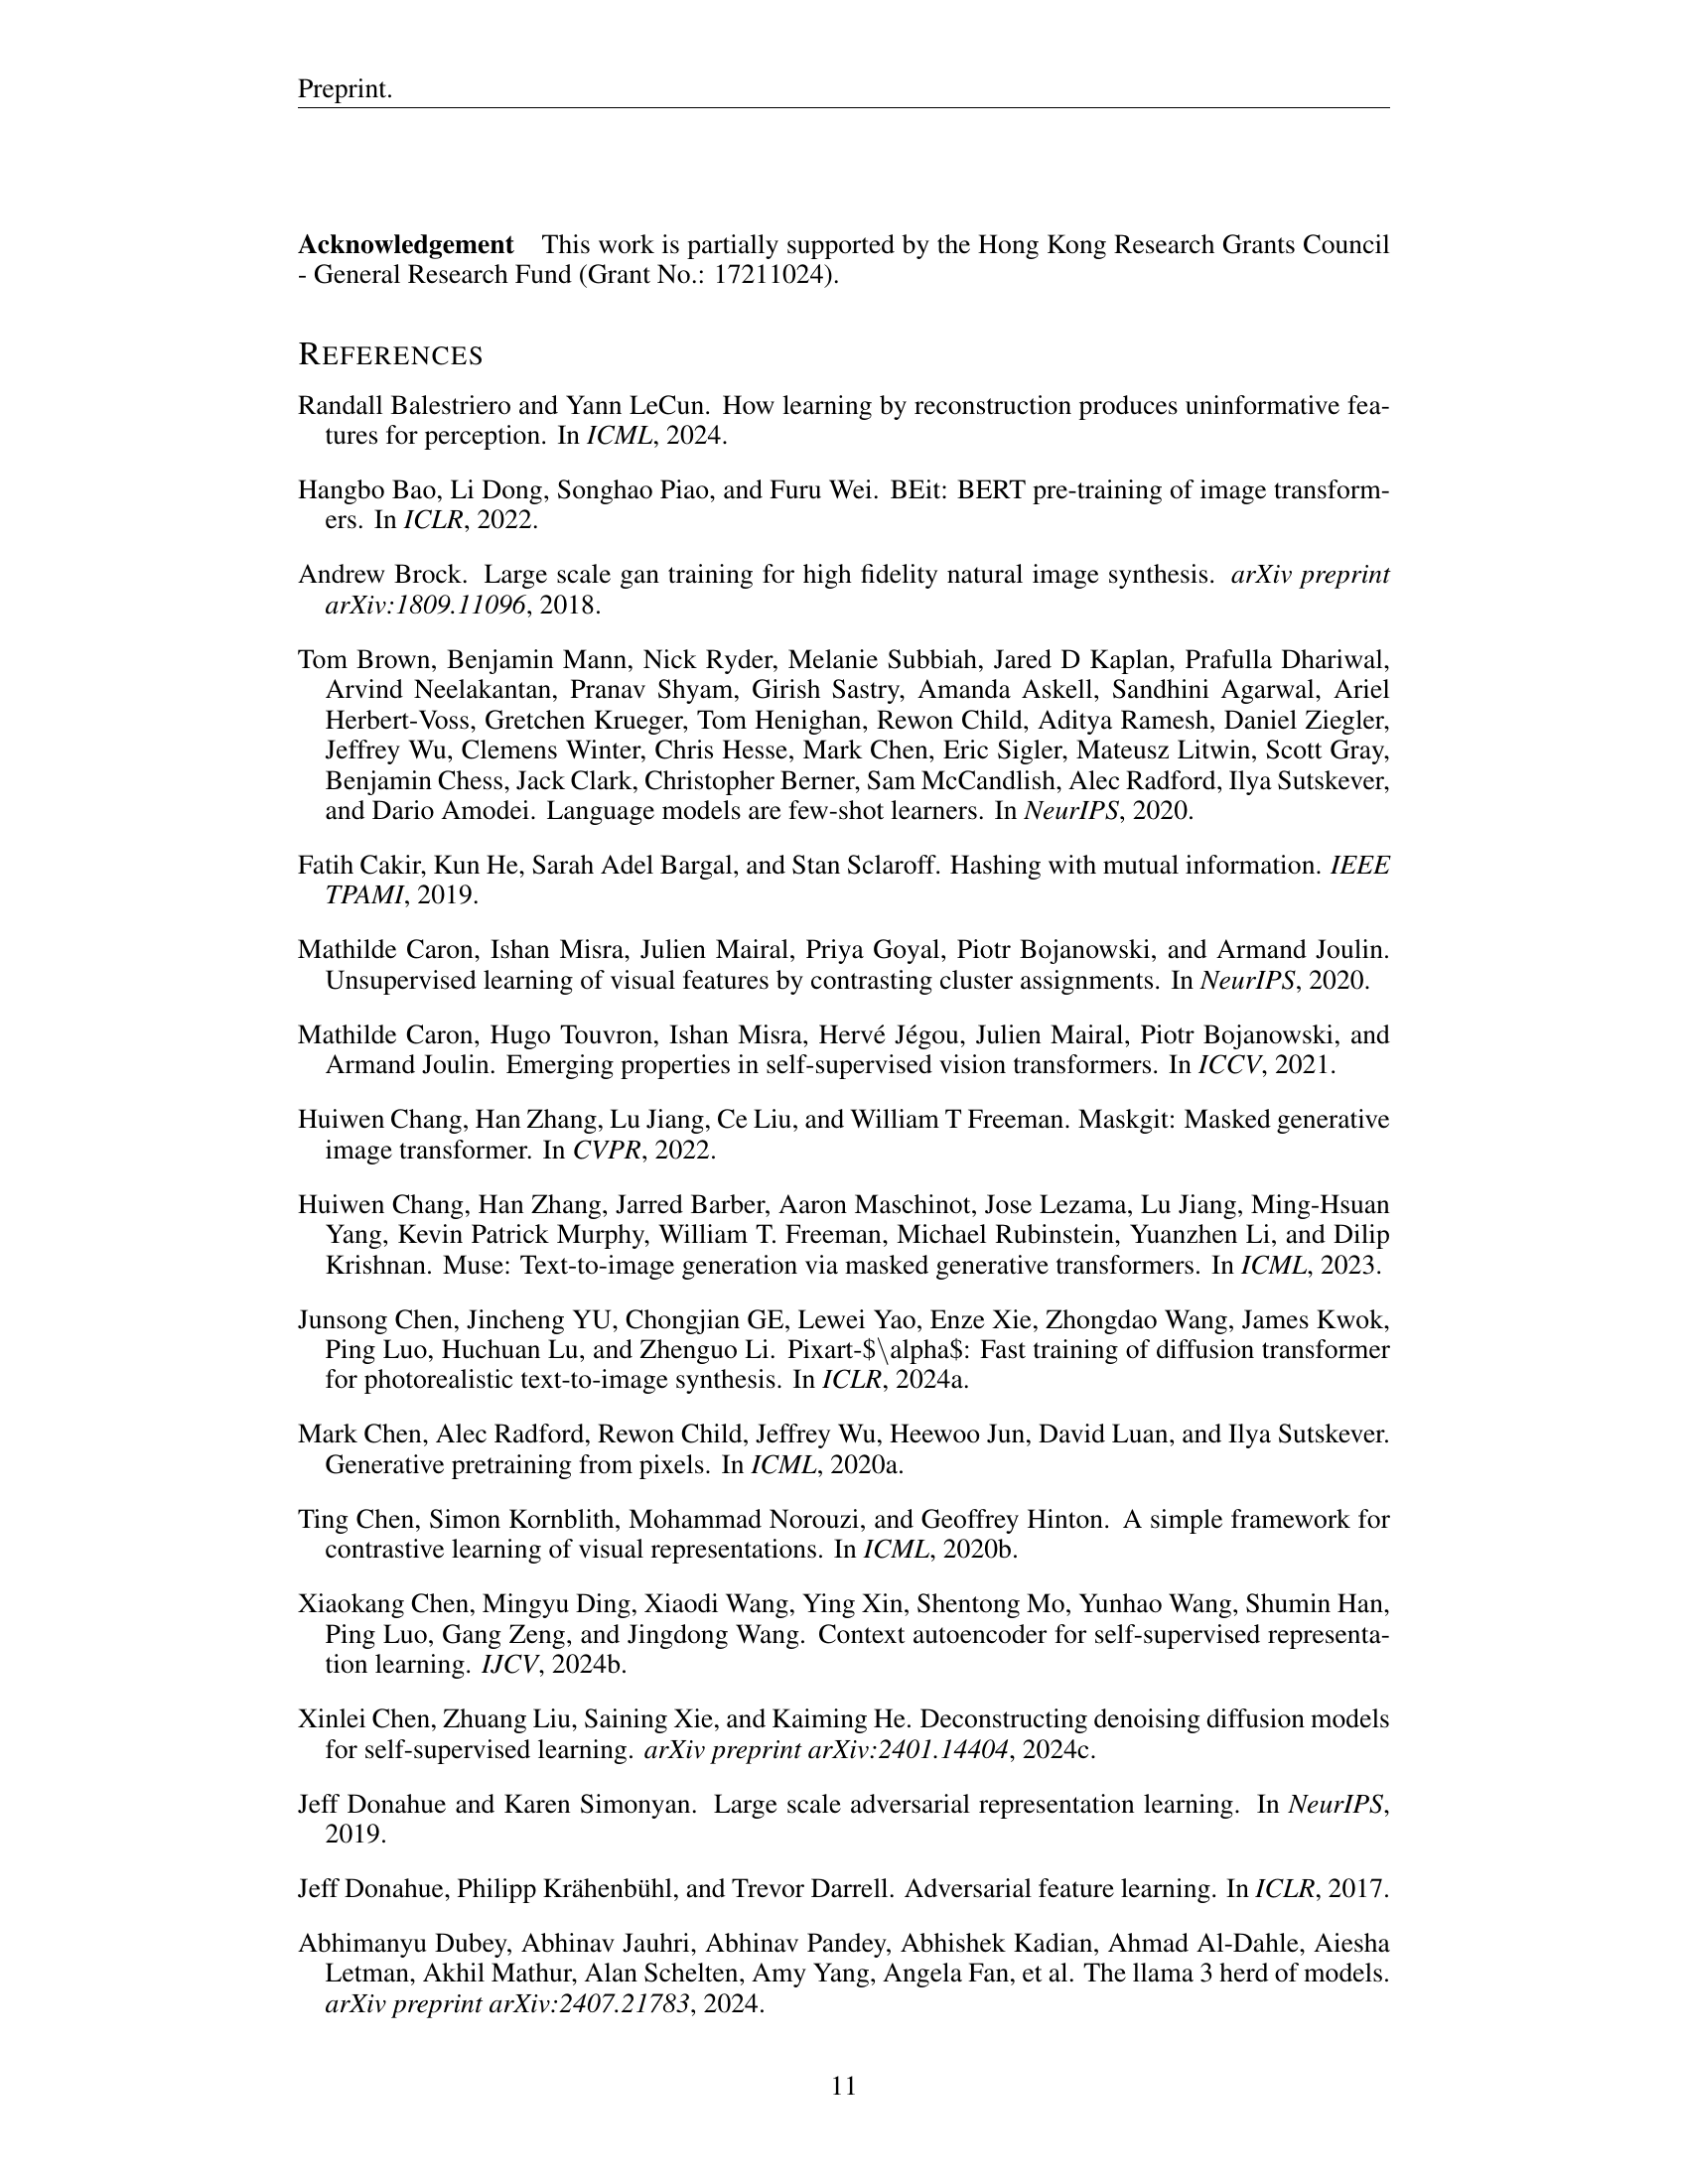 Preprint.
Acknowledgement This work is partially supported by the Hong Kong Research Grants Council
- General Research Fund (Grant No.: 17211024).
REFERENCES
Randall Balestriero and Yann LeCun. How learning by reconstruction produces uninformative fea-
tures for perception. In ICML, 2024.
Hangbo Bao, Li Dong, Songhao Piao, and Furu Wei. BEit: BERT pre-training of image transform-
ers. In ICLR, 2022.
Andrew Brock. Large scale gan training for high fidelity natural image synthesis. arXiv preprint
arXiv:1809.11096, 2018.
Tom Brown, Benjamin Mann, Nick Ryder, Melanie Subbiah, Jared D Kaplan, Prafulla Dhariwal,
Arvind Neelakantan, Pranav Shyam, Girish Sastry, Amanda Askell, Sandhini Agarwal, Ariel
Herbert-Voss, Gretchen Krueger, Tom Henighan, Rewon Child, Aditya Ramesh, Daniel Ziegler,
Jeffrey Wu, Clemens Winter, Chris Hesse, Mark Chen, Eric Sigler, Mateusz Litwin, Scott Gray,
Benjamin Chess, Jack Clark, Christopher Berner, Sam McCandlish, Alec Radford, Ilya Sutskever,
and Dario Amodei. Language models are few-shot learners. In NeurIPS, 2020.
Fatih Cakir, Kun He, Sarah Adel Bargal, and Stan Sclaroff. Hashing with mutual information. IEEE
TPAMI, 2019.
Mathilde Caron, Ishan Misra, Julien Mairal, Priya Goyal, Piotr Bojanowski, and Armand Joulin.
Unsupervised learning of visual features by contrasting cluster assignments. In NeurIPS, 2020.
Mathilde Caron, Hugo Touvron, Ishan Misra, Hervé Jégou, Julien Mairal, Piotr Bojanowski, and
Armand Joulin. Emerging properties in self-supervised vision transformers. In ICCV, 2021.
Huiwen Chang, Han Zhang, Lu Jiang, Ce Liu, and William T Freeman. Maskgit: Masked generative
image transformer. In CVPR, 2022.
Huiwen Chang, Han Zhang, Jarred Barber, Aaron Maschinot, Jose Lezama, Lu Jiang, Ming-Hsuan
Yang, Kevin Patrick Murphy, William T. Freeman, Michael Rubinstein, Yuanzhen Li, and Dilip
Krishnan. Muse: Text-to-image generation via masked generative transformers. In ICML, 2023.
Junsong Chen, Jincheng YU, Chongjian GE, Lewei Yao, Enze Xie, Zhongdao Wang, James Kwok,
Ping Luo, Huchuan Lu, and Zhenguo Li. Pixart-$\alpha$: Fast training of diffusion transformer
for photorealistic text-to-image synthesis. In ICLR, 2024a.
Mark Chen, Alec Radford, Rewon Child, Jeffrey Wu, Heewoo Jun, David Luan, and Ilya Sutskever.
Generative pretraining from pixels. In ICML, 2020a.
Ting Chen, Simon Kornblith, Mohammad Norouzi, and Geoffrey Hinton. A simple framework for
contrastive learning of visual representations. In ICML, 2020b.
Xiaokang Chen, Mingyu Ding, Xiaodi Wang, Ying Xin, Shentong Mo, Yunhao Wang, Shumin Han,
Ping Luo, Gang Zeng, and Jingdong Wang. Context autoencoder for self-supervised representa-
tion learning. IJCV, 2024b.
Xinlei Chen, Zhuang Liu, Saining Xie, and Kaiming He. Deconstructing denoising diffusion models
for self-supervised learning. arXiv preprint arXiv:2401.14404, 2024c.
Jeff Donahue and Karen Simonyan. Large scale adversarial representation learning. In NeurIPS,
2019.
Jeff Donahue, Philipp Krähenbühl, and Trevor Darrell. Adversarial feature learning. In ICLR, 2017.
Abhimanyu Dubey, Abhinav Jauhri, Abhinav Pandey, Abhishek Kadian, Ahmad Al-Dahle, Aiesha
Letman, Akhil Mathur, Alan Schelten, Amy Yang, Angela Fan, et al. The llama 3 herd of models.
arXiv preprint arXiv:2407.21783, 2024.
11